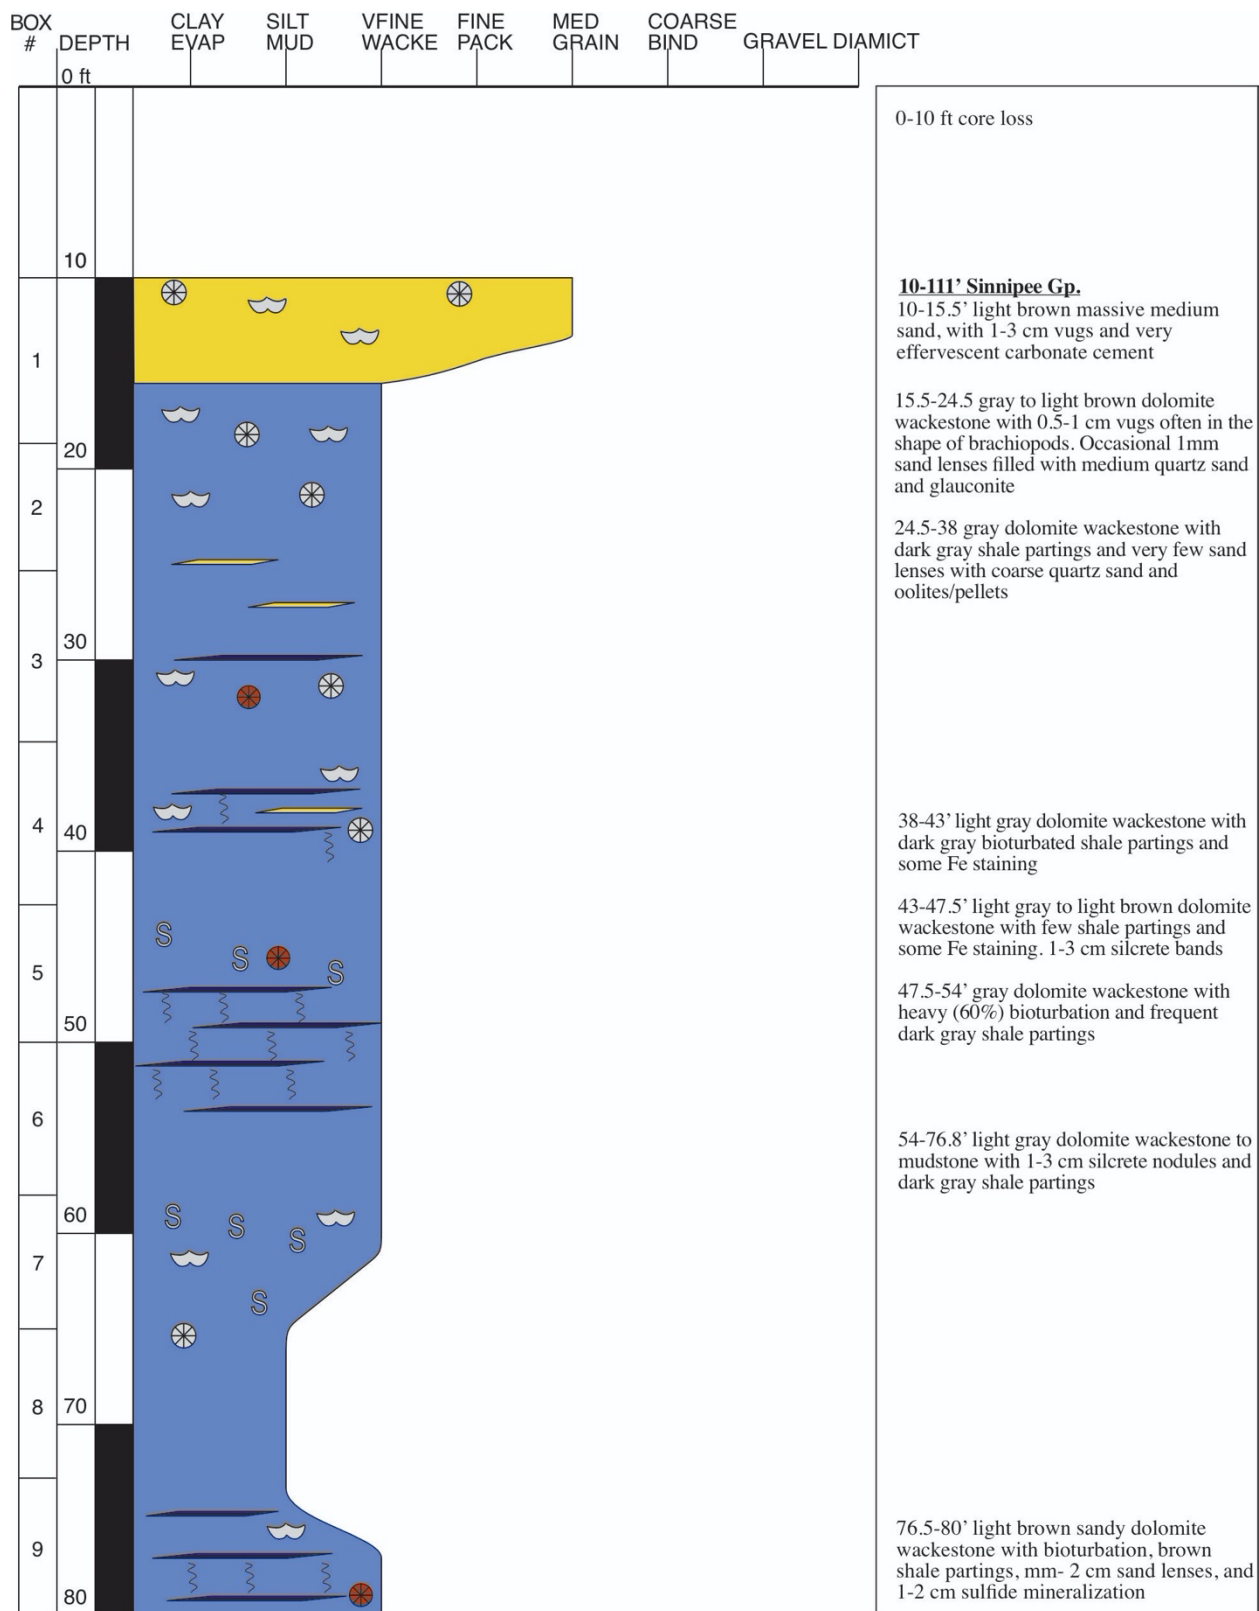 BOX
#
DEPTH
CLAY
EVAP
SILT
MUD
VFINE
WACKE
FINE
PACK
MED
GRAIN
COARSE
BIND
GRAVEL DIAMICT
0 ft
0-10 ft core loss
10
10-111’ Sinnipee Gp.
10-15.5’ light brown massive medium
sand, with 1-3 cm vugs and very
effervescent carbonate cement
1
15.5-24.5 gray to light brown dolomite
wackestone with 0.5-1 cm vugs often in the
shape of brachiopods. Occasional 1mm
sand lenses filled with medium quartz sand
and glauconite
20
2
24.5-38 gray dolomite wackestone with
dark gray shale partings and very few sand
lenses with coarse quartz sand and
oolites/pellets
30
3
4
40
38-43’ light gray dolomite wackestone with
dark gray bioturbated shale partings and
some Fe staining
43-47.5’ light gray to light brown dolomite
wackestone with few shale partings and
some Fe staining. 1-3 cm silcrete bands
S
S
S
5
47.5-54’ gray dolomite wackestone with
heavy (60%) bioturbation and frequent
dark gray shale partings
50
6
54-76.8’ light gray dolomite wackestone to
mudstone with 1-3 cm silcrete nodules and
dark gray shale partings
60
S
S
S
7
S
8
70
9
76.5-80’ light brown sandy dolomite
wackestone with bioturbation, brown
shale partings, mm- 2 cm sand lenses, and
1-2 cm sulfide mineralization
80